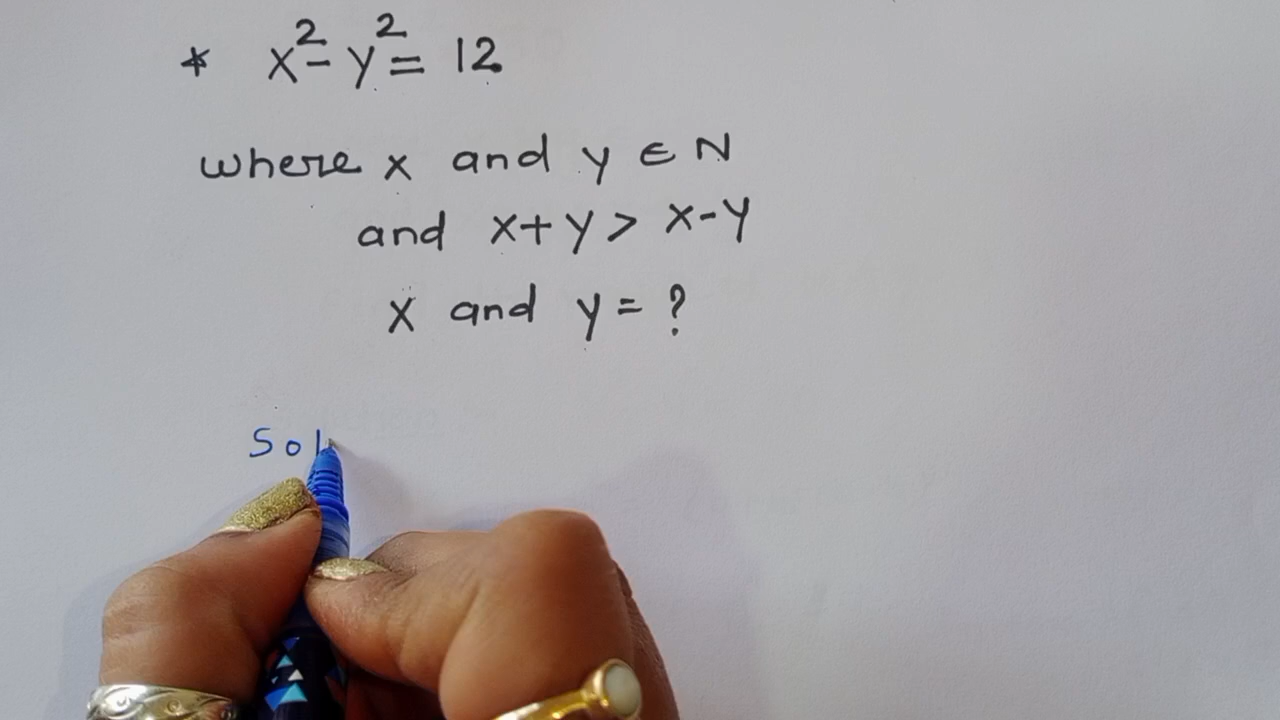 * x² - y² = 12
where x and y ∈ N
and x+y > x-y
x and y = ?
Sol